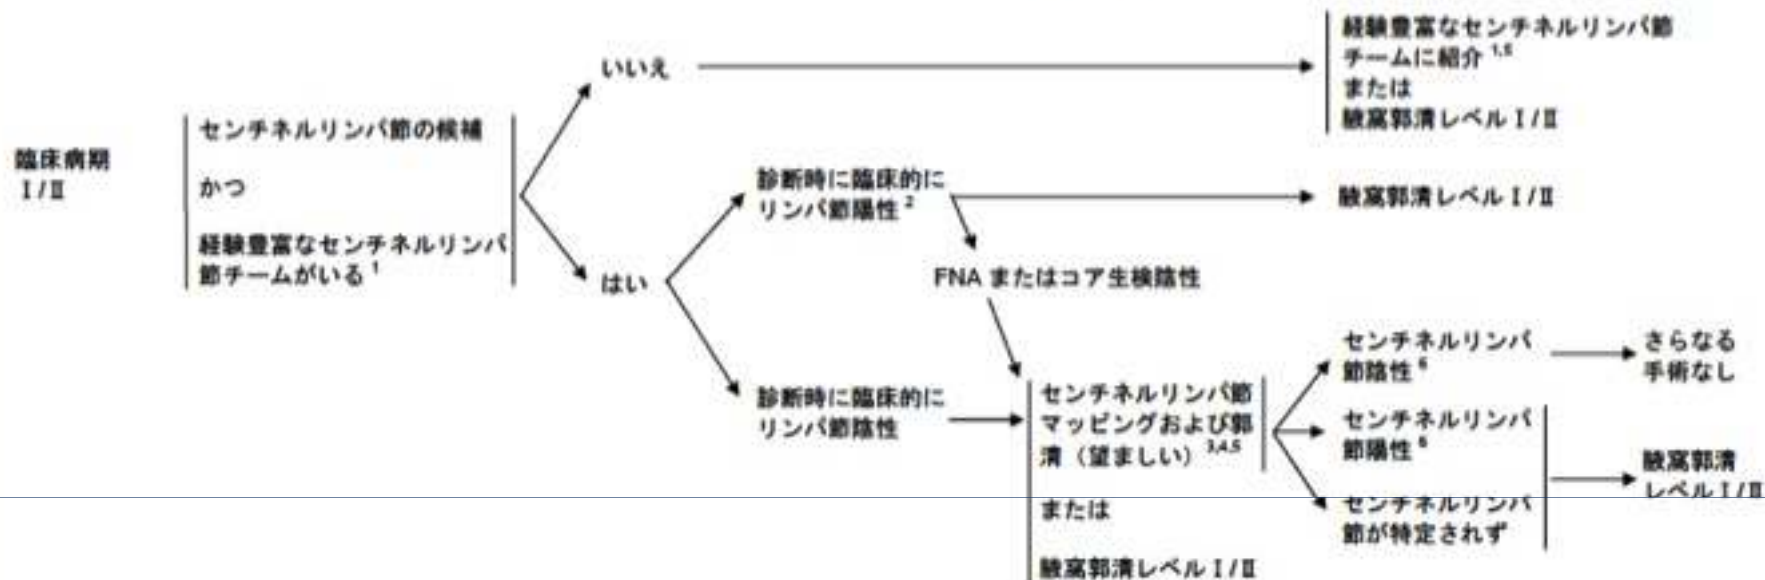 臨床病期
I/II
センチネルリンパ節の候補
かつ
経験豊富なセンチネルリンパ
節チームがいる 1
いいえ
はい
経験豊富なセンチネルリンパ節
チームに紹介 1,5
または
腋窩郭清レベル I/II
診断時に臨床的に
リンパ節陽性 2
腋窩郭清レベル I/II
FNA またはコア生検陰性
診断時に臨床的に
リンパ節陰性
センチネルリンパ節
マッピングおよび郭
清（望ましい） 3,4,5
または
腋窩郭清レベル I/II
センチネルリンパ
節陰性 6
さらなる
手術なし
センチネルリンパ
節陽性 6
センチネルリンパ
節が特定されず
腋窩郭清
レベル I/II